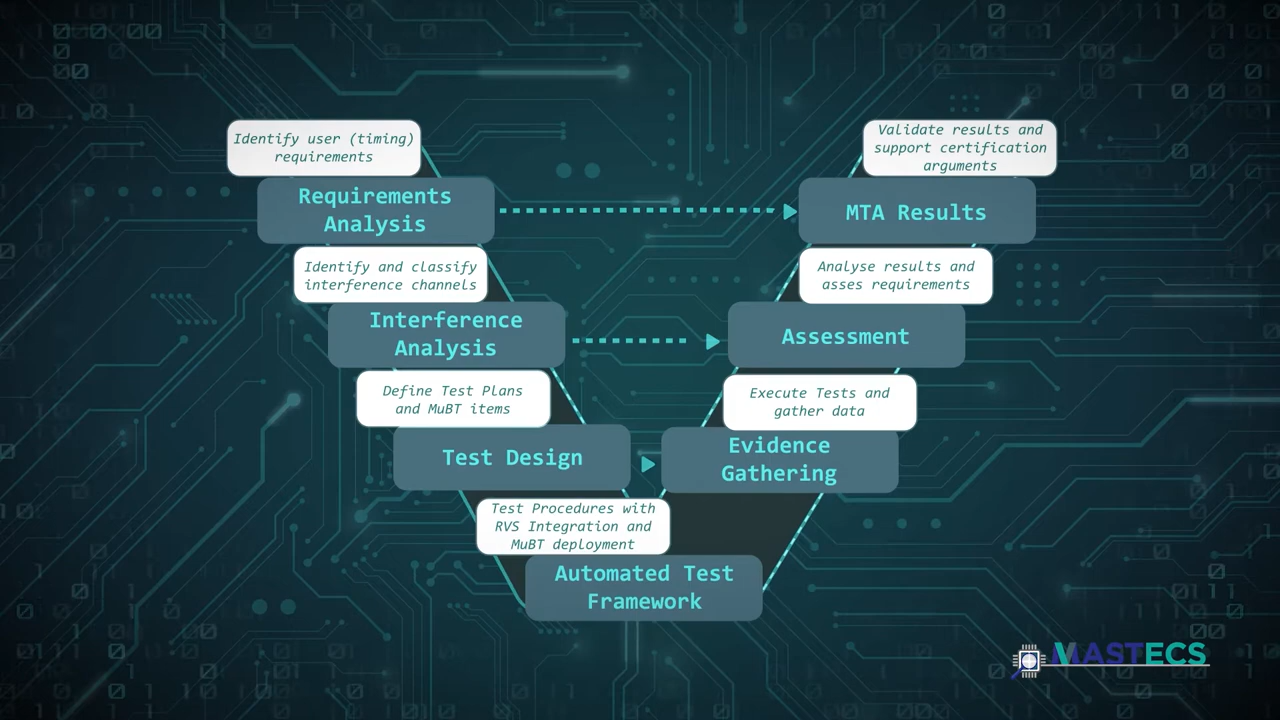 Identify user (timing)
requirements
Requirements
Analysis
Identify and classify
interference channels
Interference
Analysis
Define Test Plans
and MuBT items
Test Design
Test Procedures with
RVS Integration and
MuBT deployment
Automated Test
Framework
Execute Tests and
gather data
Evidence
Gathering
Analyse results and
asses requirements
Assessment
Validate results and
support certification
arguments
MTA Results
MASTECS